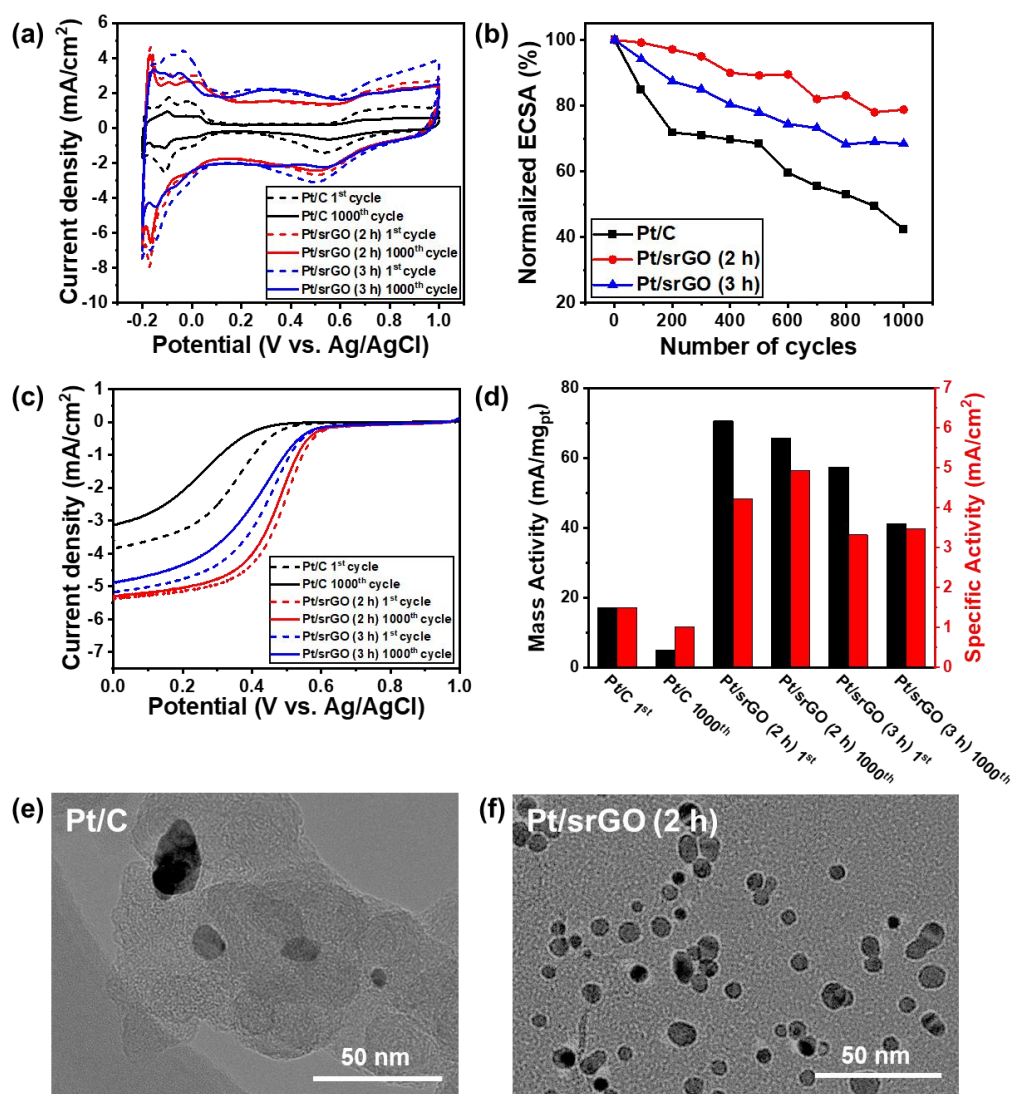 (a)
Current density (mA/cm2)
6
4
2
0
-2
-4
-6
-8
-10
-0.2 0.0 0.2 0.4 0.6 0.8 1.0
Potential (V vs. Ag/AgCl)
Pt/C 1st cycle
Pt/C 1000th cycle
Pt/srGO (2 h) 1st cycle
Pt/srGO (2 h) 1000th cycle
Pt/srGO (3 h) 1st cycle
Pt/srGO (3 h) 1000th cycle
(b)
Normalized ECSA (%)
100
80
60
40
20
0 200 400 600 800 1000
Number of cycles
Pt/C
Pt/srGO (2 h)
Pt/srGO (3 h)
(c)
Current density (mA/cm2)
1
0
-1
-2
-3
-4
-5
-6
-7
0.0 0.2 0.4 0.6 0.8 1.0
Potential (V vs. Ag/AgCl)
Pt/C 1st cycle
Pt/C 1000th cycle
Pt/srGO (2 h) 1st cycle
Pt/srGO (2 h) 1000th cycle
Pt/srGO (3 h) 1st cycle
Pt/srGO (3 h) 1000th cycle
(d)
Mass Activity (mA/mgpt)
80
60
40
20
0
7
6
5
4
3
2
1
0
Specific Activity (mA/cm2)
Pt/C 1st
Pt/C 1000th
Pt/srGO (2 h) 1st
Pt/srGO (2 h) 1000th
Pt/srGO (3 h) 1st
Pt/srGO (3 h) 1000th
(e)
Pt/C
50 nm
(f)
Pt/srGO (2 h)
50 nm